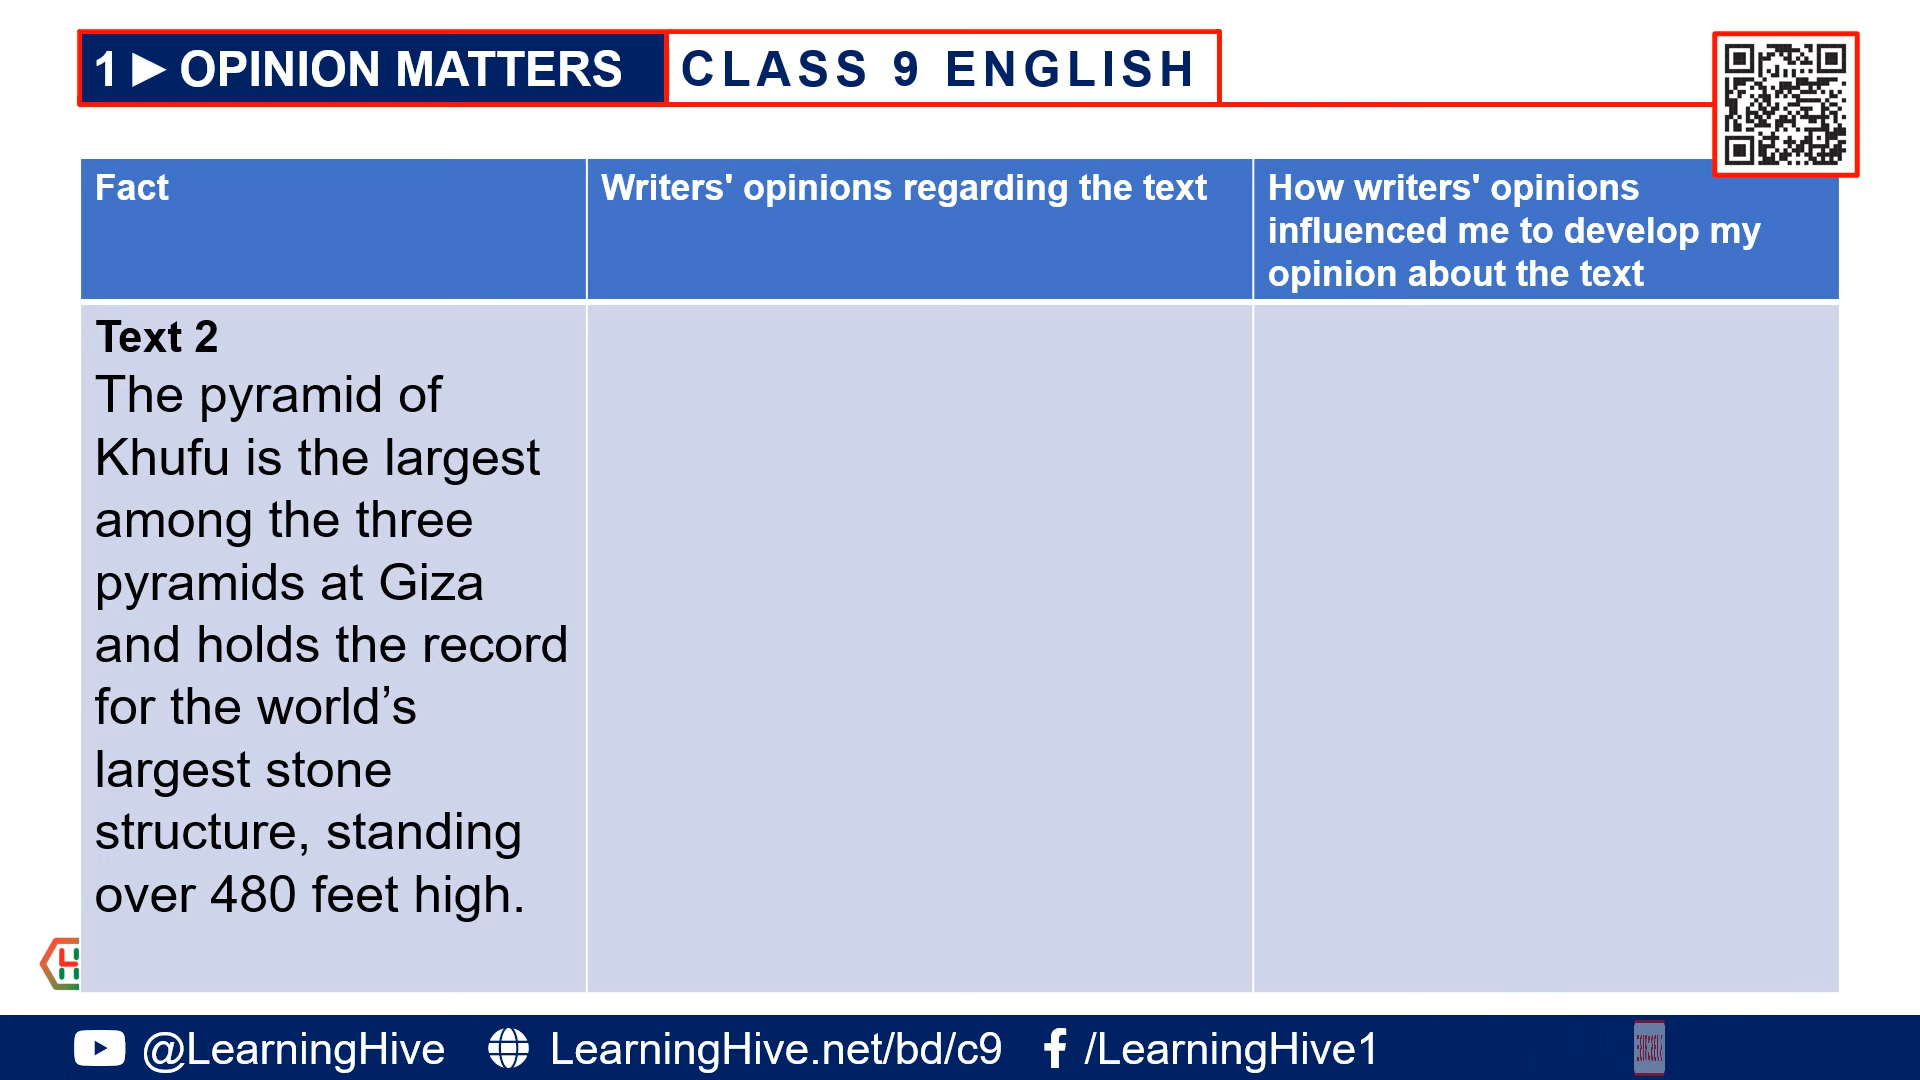 1 ► OPINION MATTERS CLASS 9 ENGLISH
Fact
Writers' opinions regarding the text
How writers' opinions
influenced me to develop my
opinion about the text
Text 2
The pyramid of
Khufu is the largest
among the three
pyramids at Giza
and holds the record
for the world’s
largest stone
structure, standing
over 480 feet high.
@LearningHive LearningHive.net/bd/c9 /LearningHive1